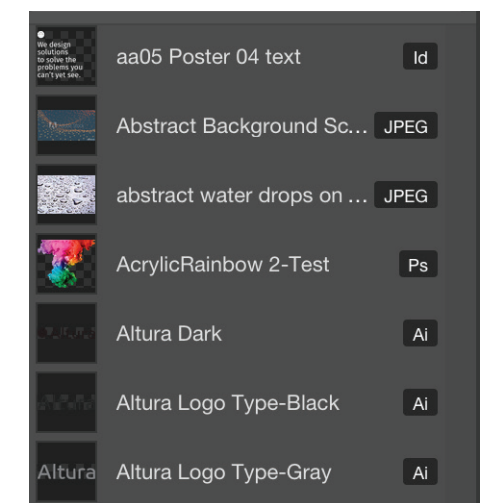 We design
solutions
to solve the
problems you
can't yet see.
aa05 Poster 04 text
Id
Abstract Background Sc...
JPEG
abstract water drops on ...
JPEG
AcrylicRainbow 2-Test
Ps
Altura Dark
Ai
Altura Logo Type-Black
Ai
Altura
Altura Logo Type-Gray
Ai